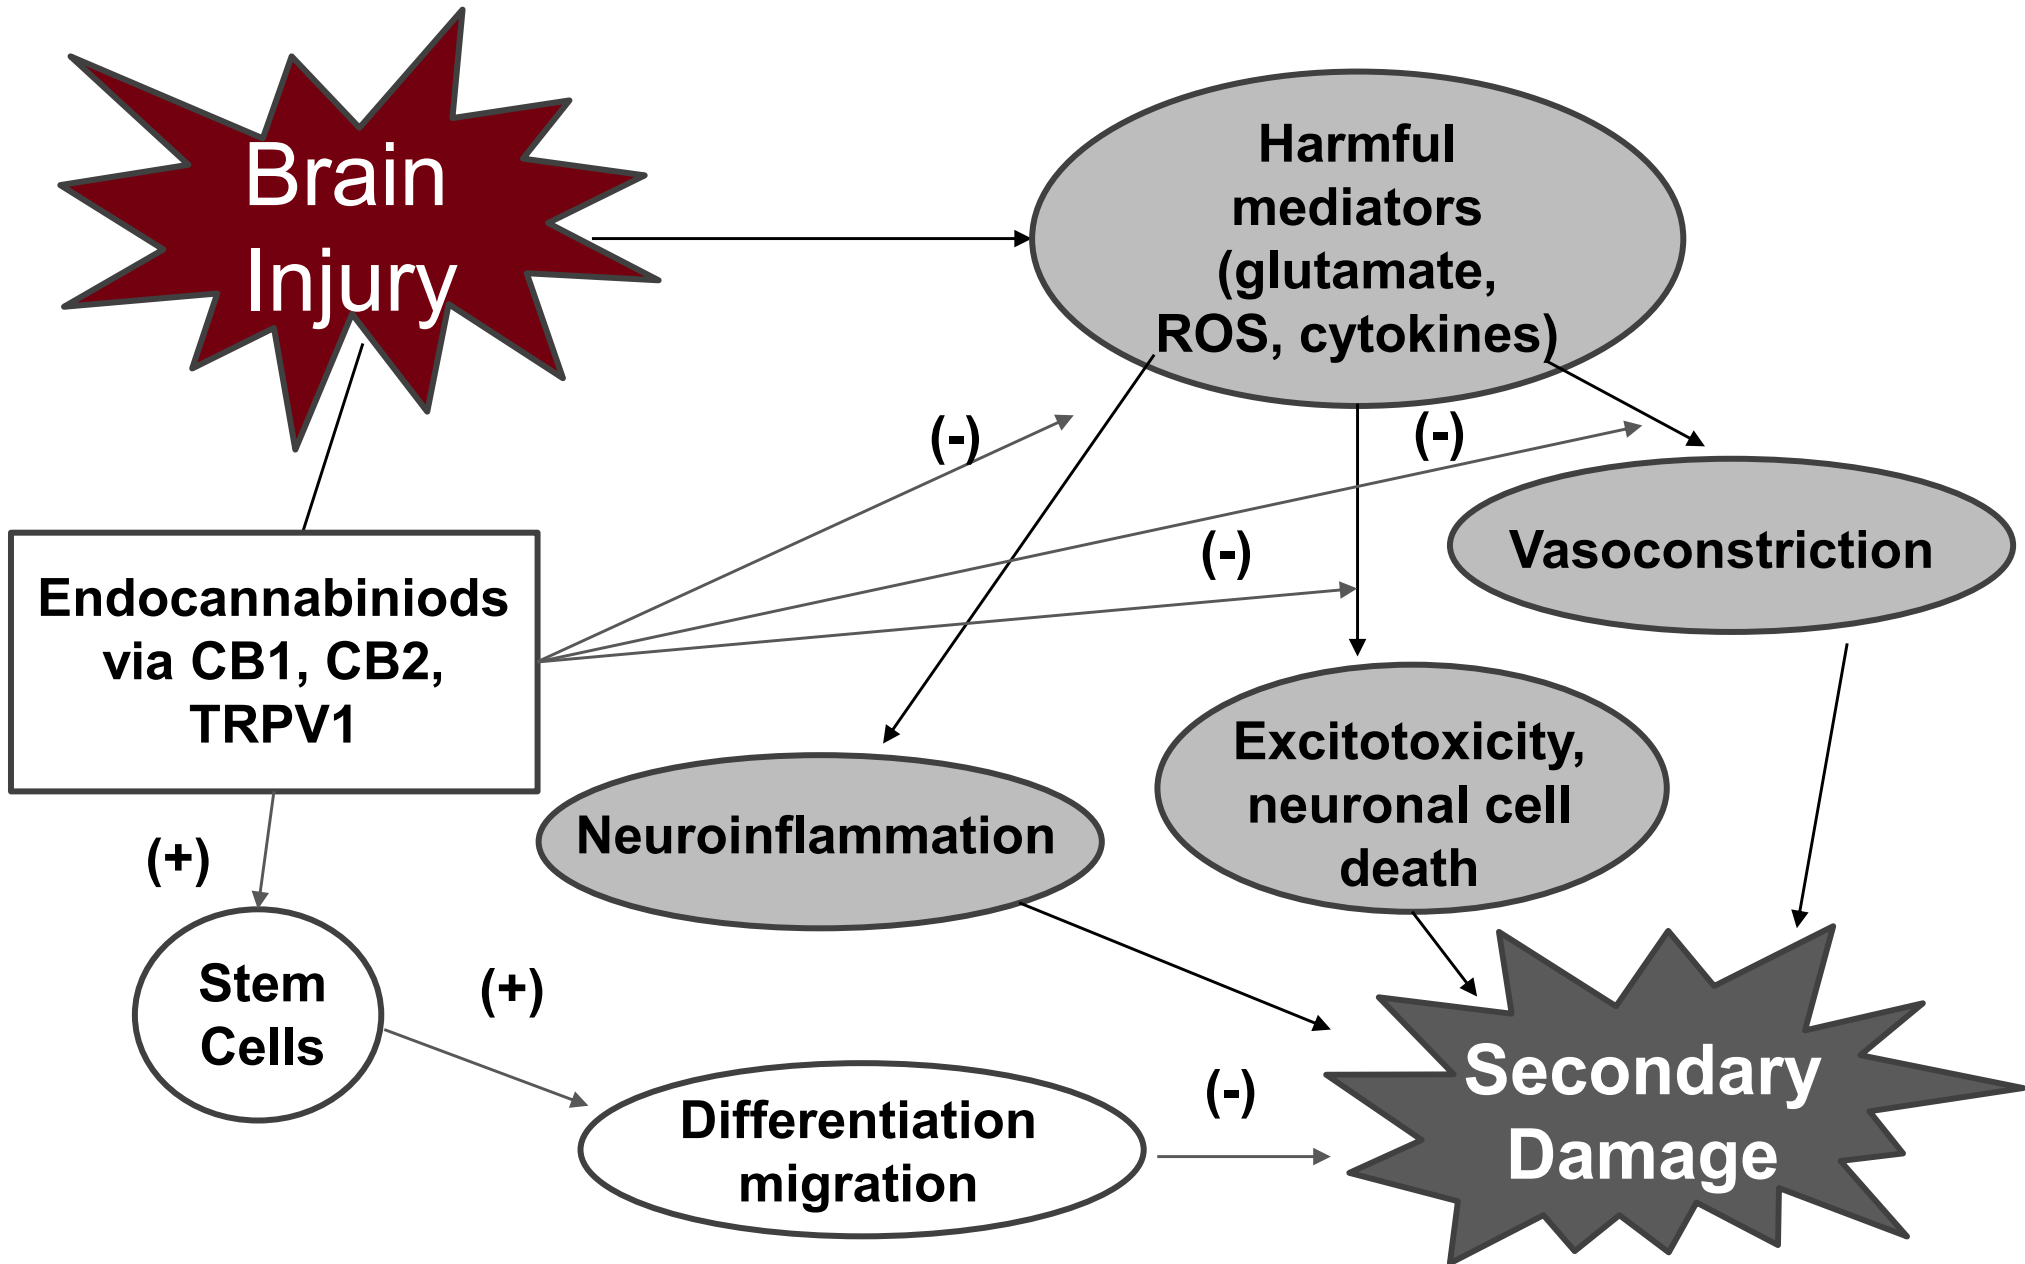 Brain
Injury
Harmful
mediators
(glutamate,
ROS, cytokines)
(-)
(-)
(-)
Vasoconstriction
Endocannabiniods
via CB1, CB2,
TRPV1
Excitotoxicity,
neuronal cell
death
Neuroinflammation
(+)
Stem
Cells
(+)
Differentiation
migration
(-)
Secondary
Damage